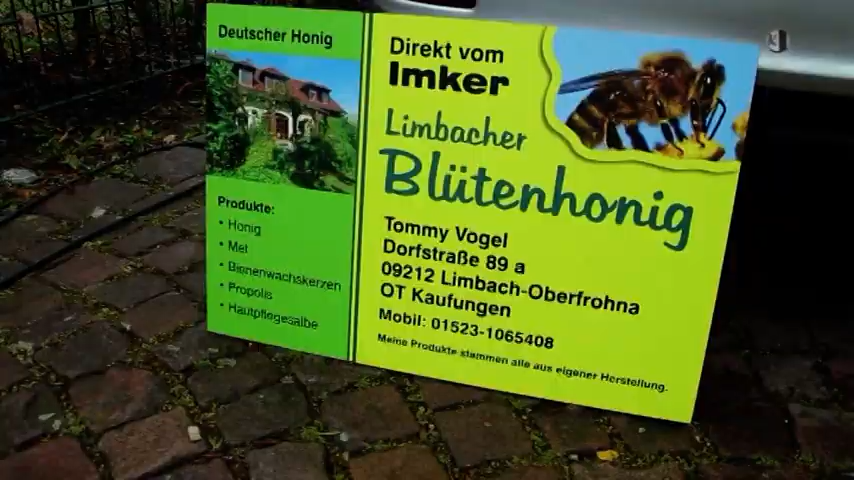 Deutscher Honig
Produkte:
• Honig
• Met
• Bienenwachskerzen
• Propolis
• Hautpflegesalbe
Direkt vom
Imker
Limbacher
Blütenhonig
Tommy Vogel
Dorfstraße 89 a
09212 Limbach-Oberfrohna
OT Kaufungen
Mobil: 01523-1065408
Meine Produkte stammen alle aus eigener Herstellung.